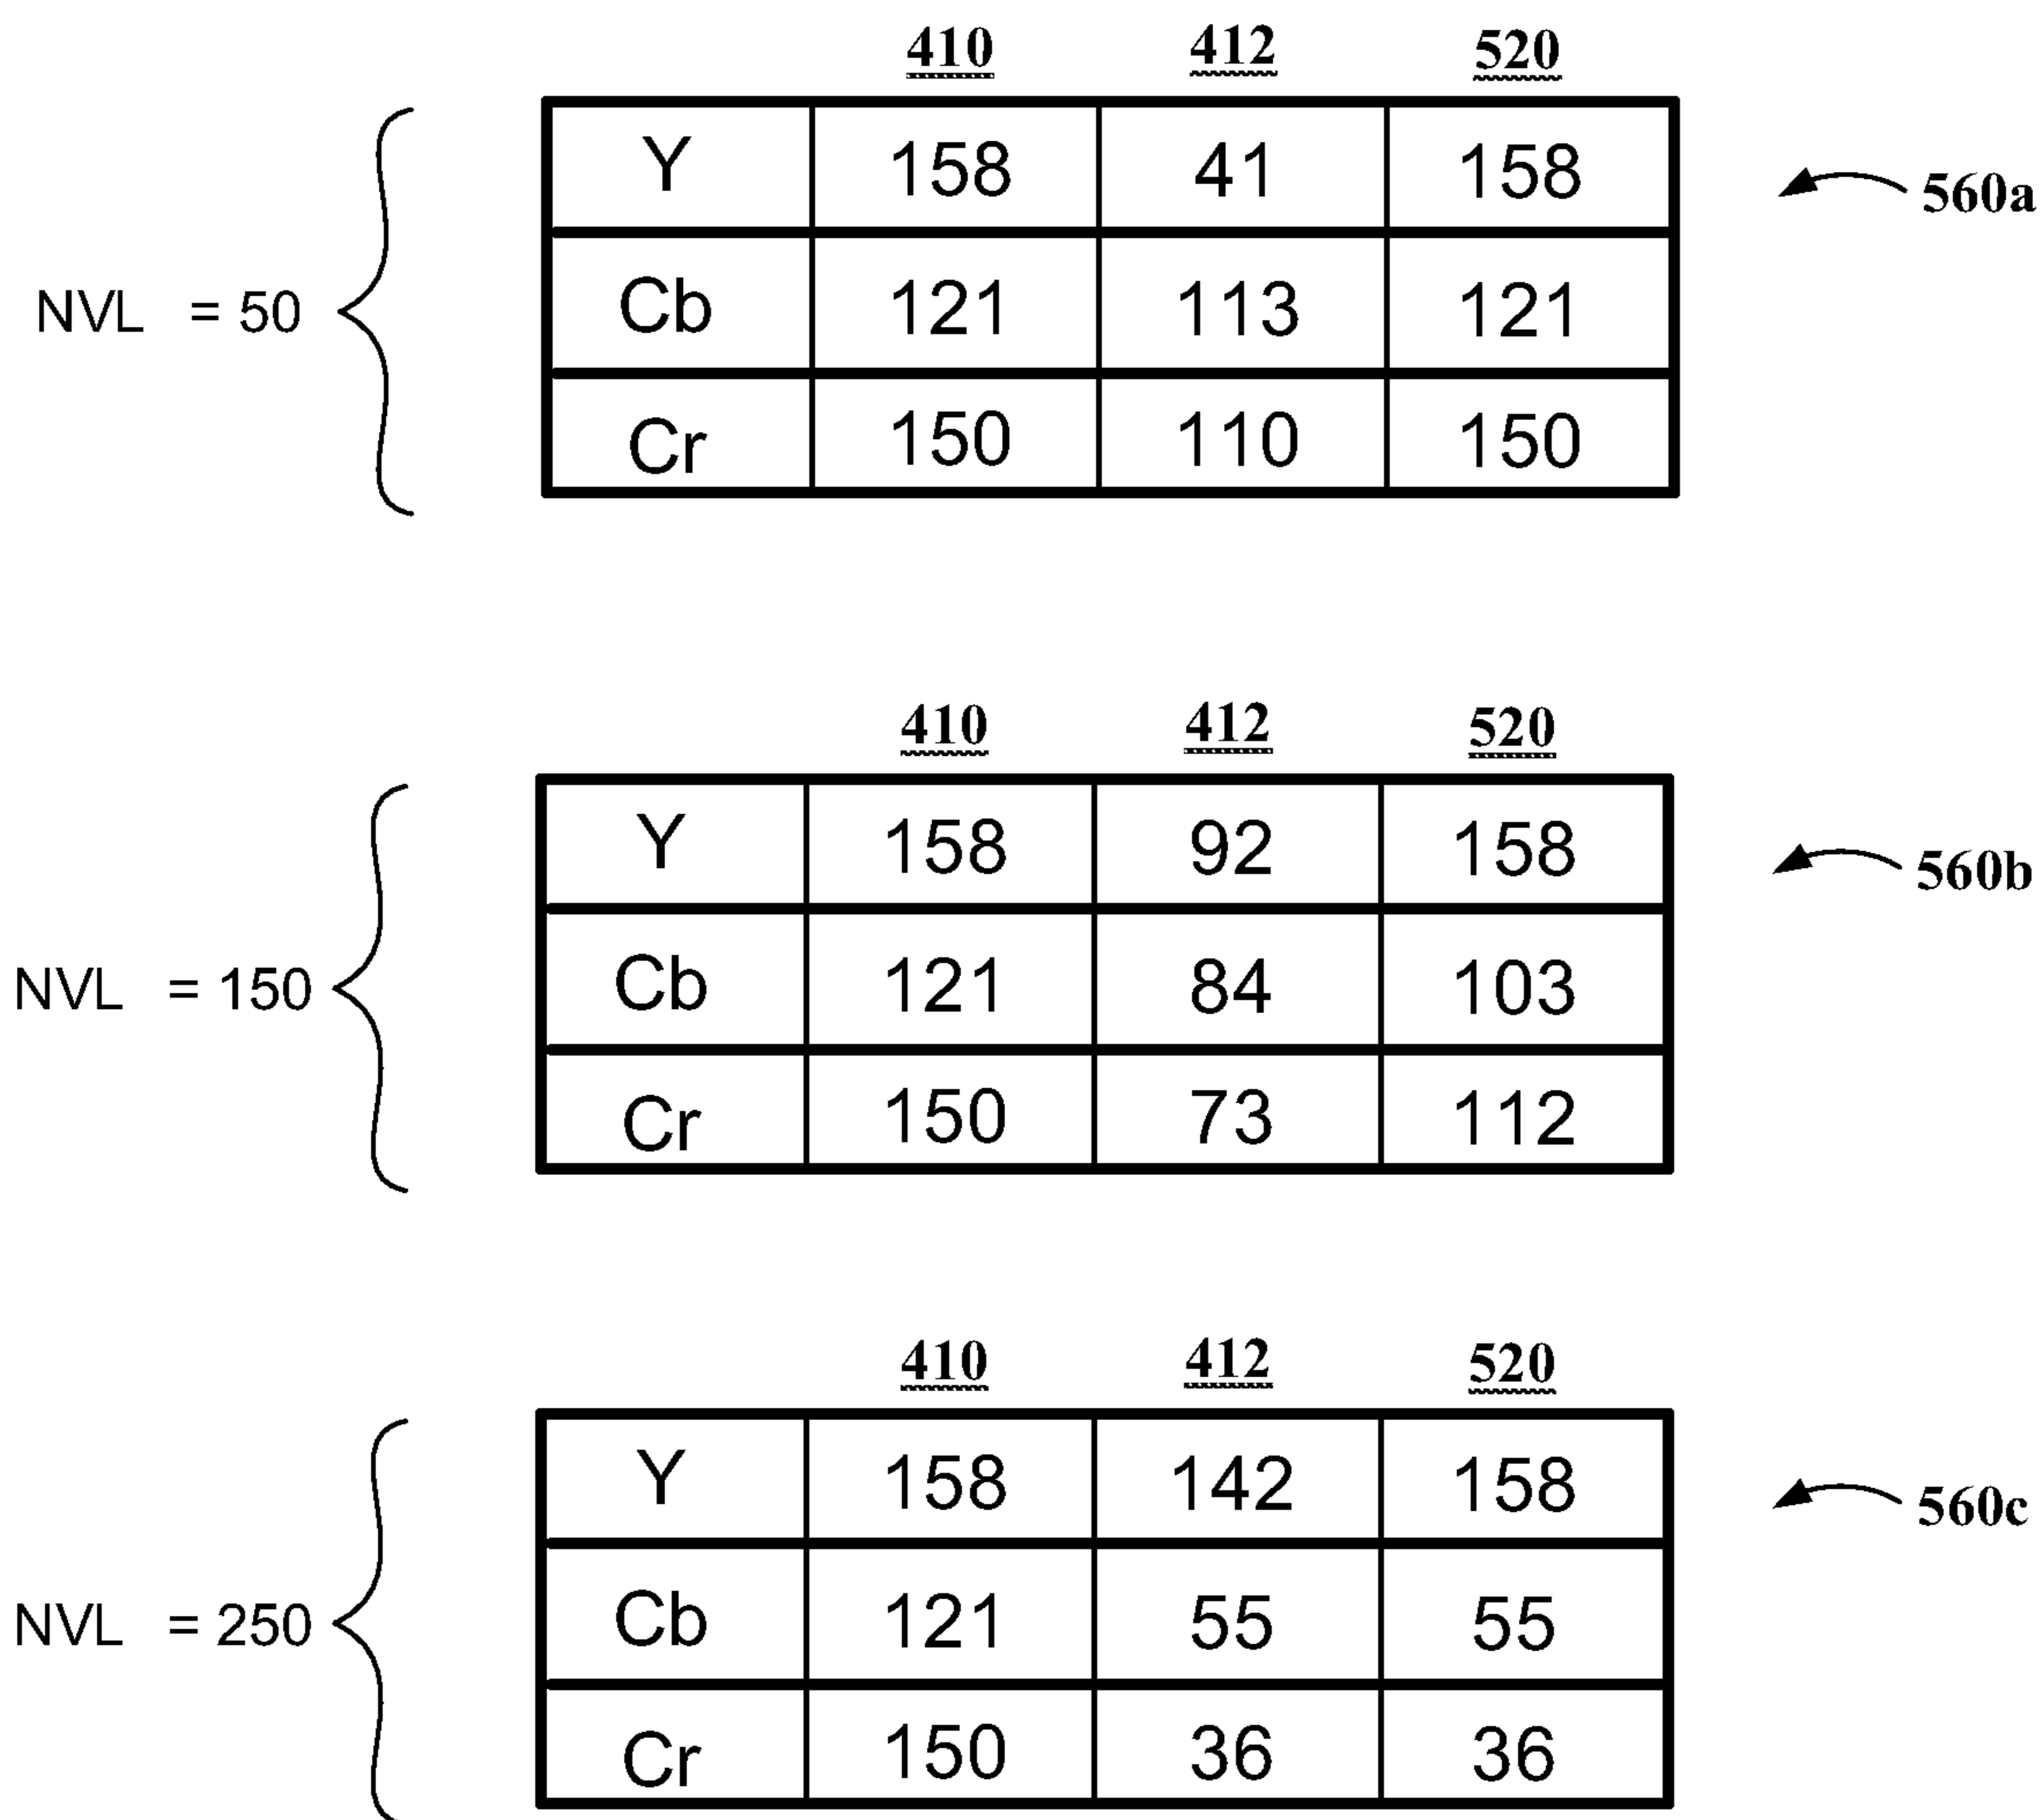 410 412 520
Y 158 41 158
560a
NVL = 50
Cb 121 113 121
Cr 150 110 150
410 412 520
Y 158 92 158
560b
NVL = 150
Cb 121 84 103
Cr 150 73 112
410 412 520
Y 158 142 158
560c
NVL = 250
Cb 121 55 55
Cr 150 36 36